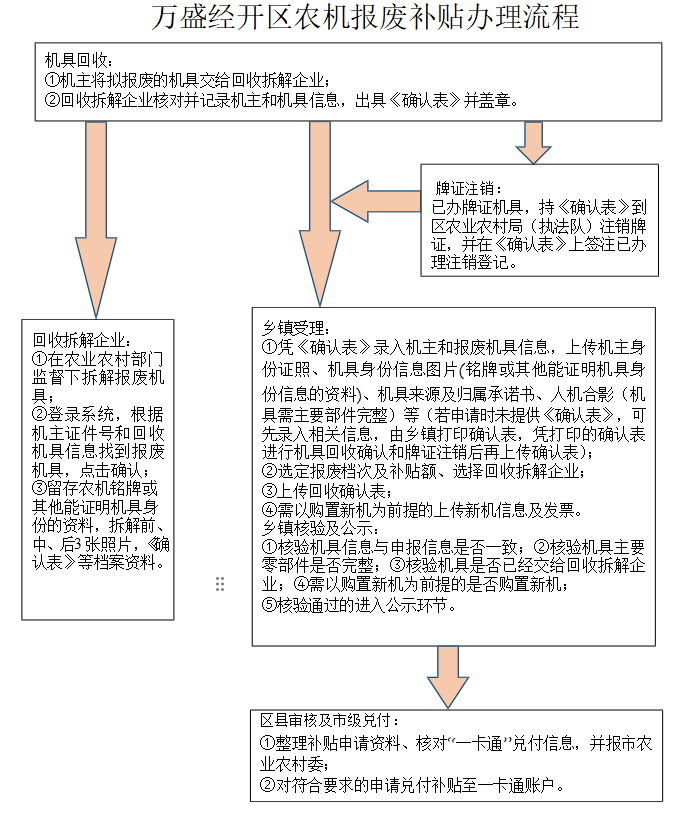 万盛经开区农机报废补贴办理流程
机具回收：
①机主将拟报废的机具交给回收拆解企业；
②回收拆解企业核对并记录机主和机具信息，出具《确认表》并盖章。
牌证注销：
已办牌证机具，持《确认表》到
区农业农村局（执法队）注销牌
证，并在《确认表》上签注已办
理注销登记。
回收拆解企业：
①在农业农村部门
监督下拆解报废机
具；
②登录系统，根据
机主证件号和回收
机具信息找到报废
机具，点击确认；
③留存农机铭牌或
其他能证明机具身
份的资料，拆解前、
中、后3张照片，《确
认表》等档案资料。
乡镇受理：
①凭《确认表》录入机主和报废机具信息，上传机主身
份证照、机具身份信息图片(铭牌或其他能证明机具身
份信息的资料)、机具来源及归属承诺书、人机合影（机
具需主要部件完整）等（若申请时未提供《确认表》，可
先录入相关信息，由乡镇打印确认表，凭打印的确认表
进行机具回收确认和牌证注销后再上传确认表）；
②选定报废档次及补贴额、选择回收拆解企业；
③上传回收确认表；
④需以购置新机为前提的上传新机信息及发票。
乡镇核验及公示：
①核验机具信息与申报信息是否一致；②核验机具主要
零部件是否完整；③核验机具是否已经交给回收拆解企
业；④需以购置新机为前提的是否购置新机；
⑤核验通过的进入公示环节。
区县审核及市级兑付：
①整理补贴申请资料、核对“一卡通”兑付信息，并报市农
业农村委；
②对符合要求的申请兑付补贴至一卡通账户。